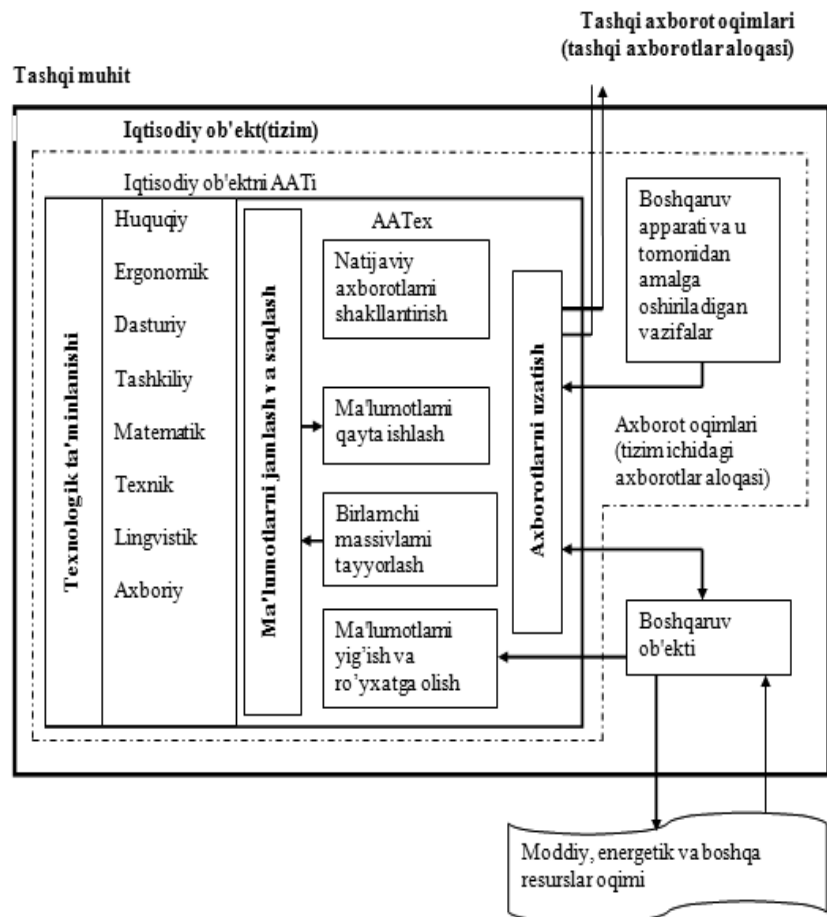 Tashqi axborot oqimlari
(tashqi axborotlar aloqasi)
Tashqi muhit
Iqtisodiy ob'ekt(tizim)
Iqtisodiy ob'ektni AATi
Texnologik ta'minlanishi
Huquqiy
Ergonomik
Dasturiy
Tashkiliy
Matematik
Texnik
Lingvistik
Axboriy
Ma'lumotlarni jamlash va saqlash
AATex
Natijaviy
axborotlarni
shakllantirish
Ma'lumotlarni
qayta ishlash
Birlamchi
massivlarni
tayyorlash
Ma'lumotlarni
yig'ish va
ro'yxatga olish
Axborotlarni uzatish
Boshqaruv
apparati va u
tomonidan
amalga
oshiriladigan
vazifalar
Axborot oqimlari
(tizim ichidagi
axborotlar aloqasi)
Boshqaruv
ob'ekti
Moddiy, energetik va boshqa
resurslar oqimi